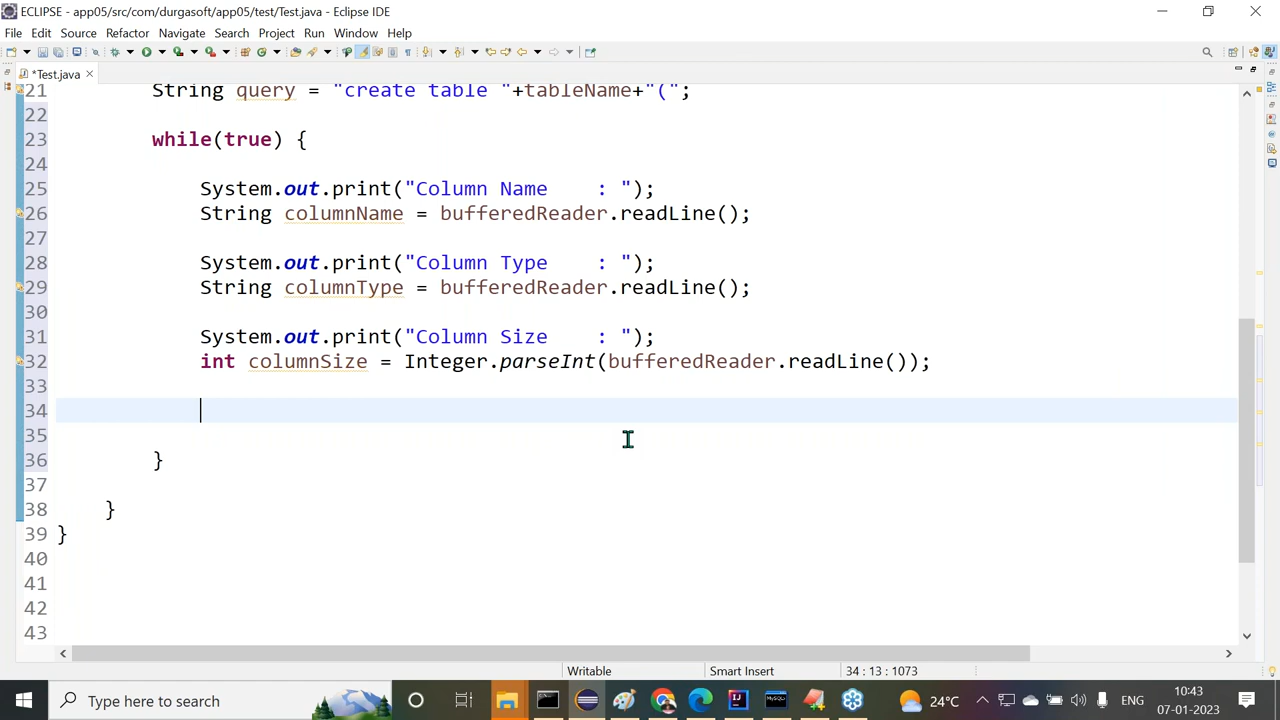 ECLIPSE - app05/src/com/durgasoft/app05/test/Test.java - Eclipse IDE
File Edit Source Refactor Navigate Search Project Run Window Help
*Test.java
21 String query = "create table "+tableName+"(";
22
23 while(true) {
24
25 System.out.print("Column Name    : ");
26 String columnName = bufferedReader.readLine();
27
28 System.out.print("Column Type    : ");
29 String columnType = bufferedReader.readLine();
30
31 System.out.print("Column Size    : ");
32 int columnSize = Integer.parseInt(bufferedReader.readLine());
33
34
35
36 }
37
38 }
39 }
40
41
42
43
Writable Smart Insert 34 : 13 : 1073
Type here to search 24°C ENG 10:43
07-01-2023